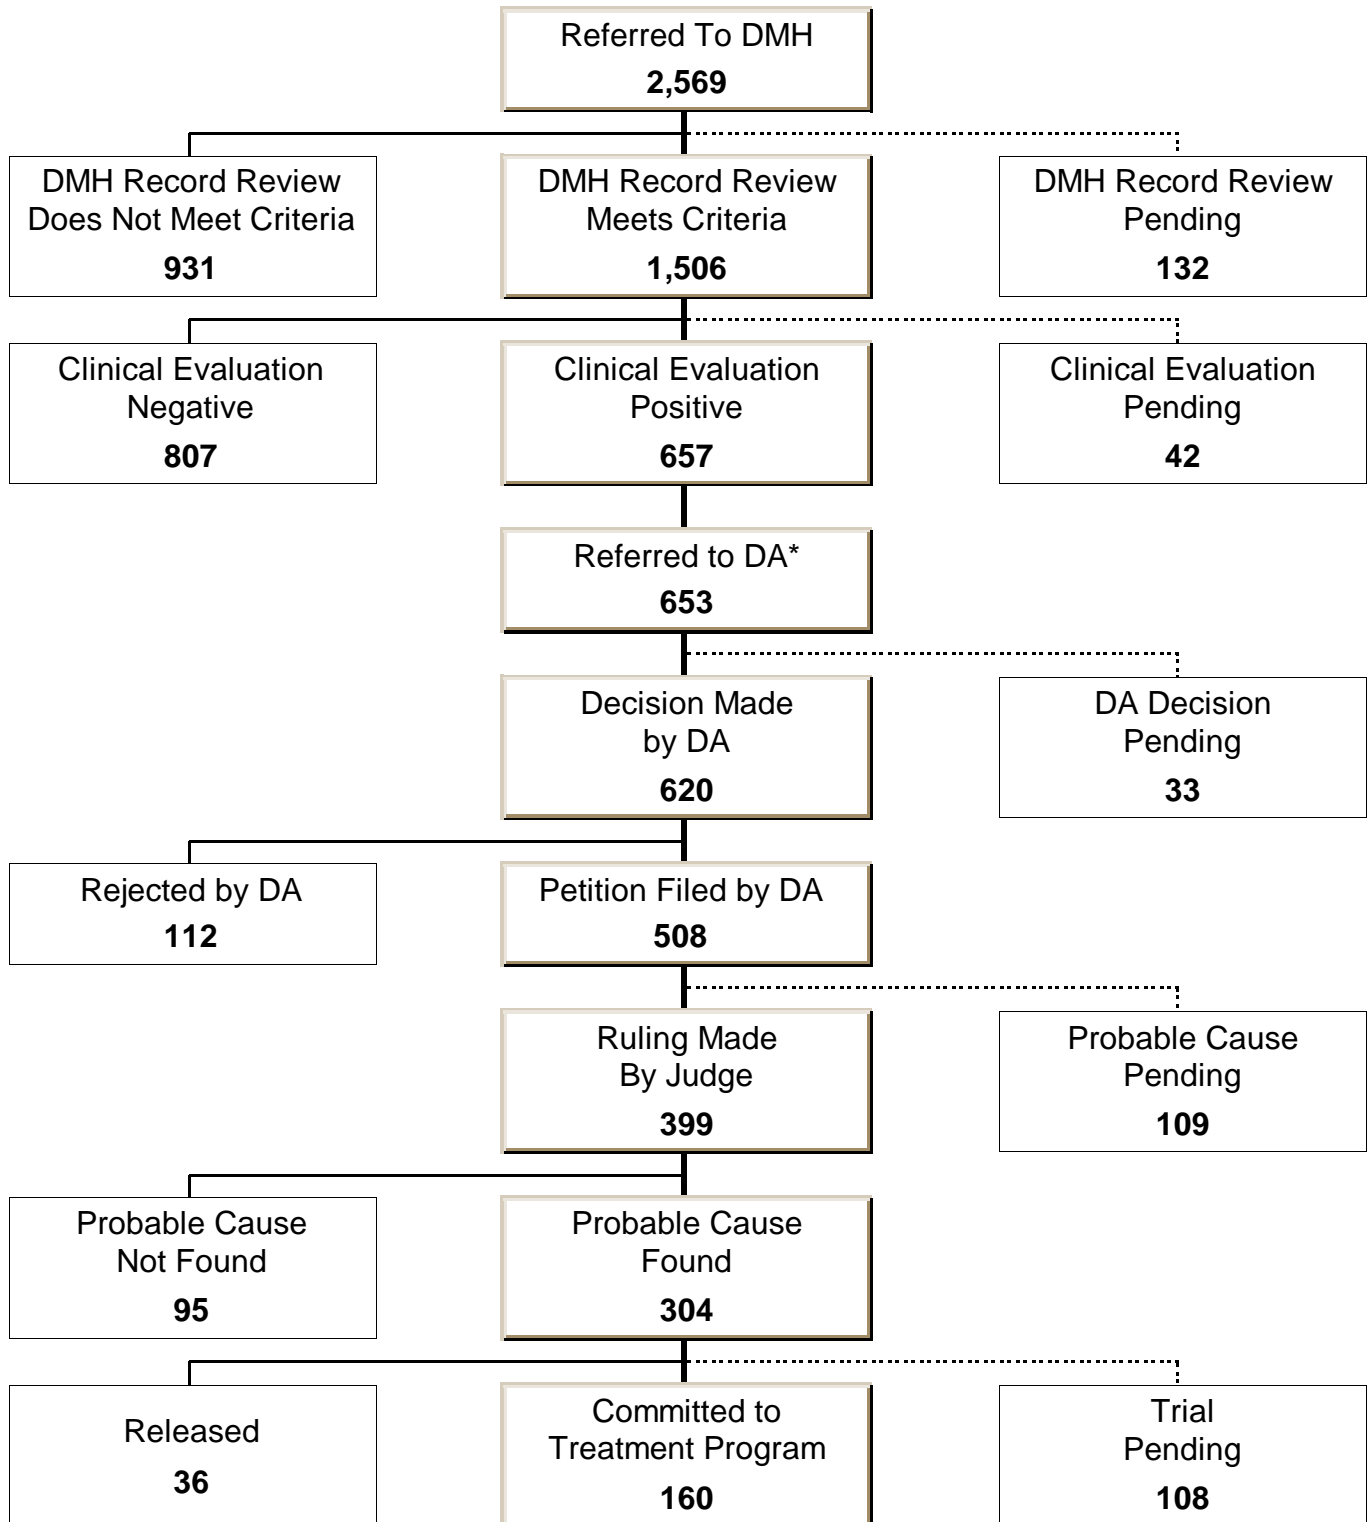 Referred To DMH
2,569
DMH Record Review
Does Not Meet Criteria
931
DMH Record Review
Meets Criteria
1,506
DMH Record Review
Pending
132
Clinical Evaluation
Negative
807
Clinical Evaluation
Positive
657
Clinical Evaluation
Pending
42
Referred to DA*
653
Decision Made
by DA
620
DA Decision
Pending
33
Rejected by DA
112
Petition Filed by DA
508
Ruling Made
By Judge
399
Probable Cause
Pending
109
Probable Cause
Not Found
95
Probable Cause
Found
304
Released
36
Committed to
Treatment Program
160
Trial
Pending
108